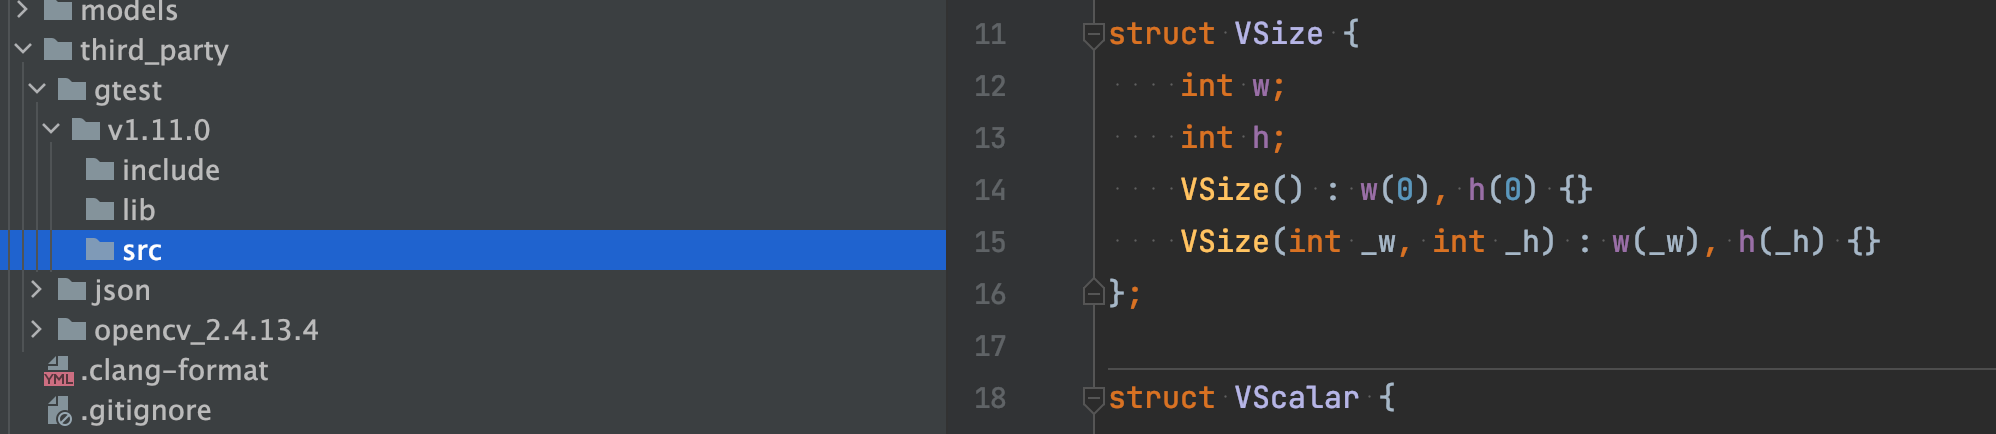 models
third_party
gtest
v1.11.0
include
lib
src
json
opencv_2.4.13.4
YML .clang-format
.gitignore
11 struct VSize {
12 int w;
13 int h;
14 VSize() : w(0), h(0) {}
15 VSize(int _w, int _h) : w(_w), h(_h) {}
16 };
17
18 struct VScalar {